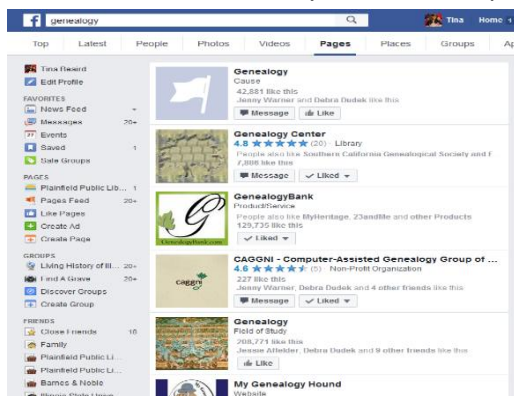 genealogy
Tina Home
Top Latest People Photos Videos Pages Places Groups
Tina Beard
Edit Profile
FAVORITES
News Feed
Messages 20+
Events
Saved 1
Sale Groups
PAGES
Plainfield Public Lib... 1
Pages Feed 20+
Like Pages
Create Ad
Create Page
GROUPS
Living History of Ill... 20+
Find A Grave 20+
Discover Groups
Create Group
FRIENDS
Close Friends
Family
Plainfield Public Li...
Plainfield Public Li...
Barnes & Noble
Genealogy
Cause
42,881 like this
Jenny Warner and Debra Dudek like this
Message Like
Genealogy Center
4.8 (20) · Library
People also like Southern California Genealogical Society and F
7,808 like this
Message Liked
GenealogyBank
GenealogyBank.com
Product/Service
People also like MyHeritage, 23andMe and other Products
129,735 like this
Liked
CAGGNI - Computer-Assisted Genealogy Group of ...
caggni
4.6 (5) · Non-Profit Organization
227 like this
Jenny Warner, Debra Dudek and 4 other friends like this
Message Liked
Genealogy
Field of Study
208,771 like this
Jessie Affelder, Debra Dudek and 9 other friends like this
Like
My Genealogy Hound
Website